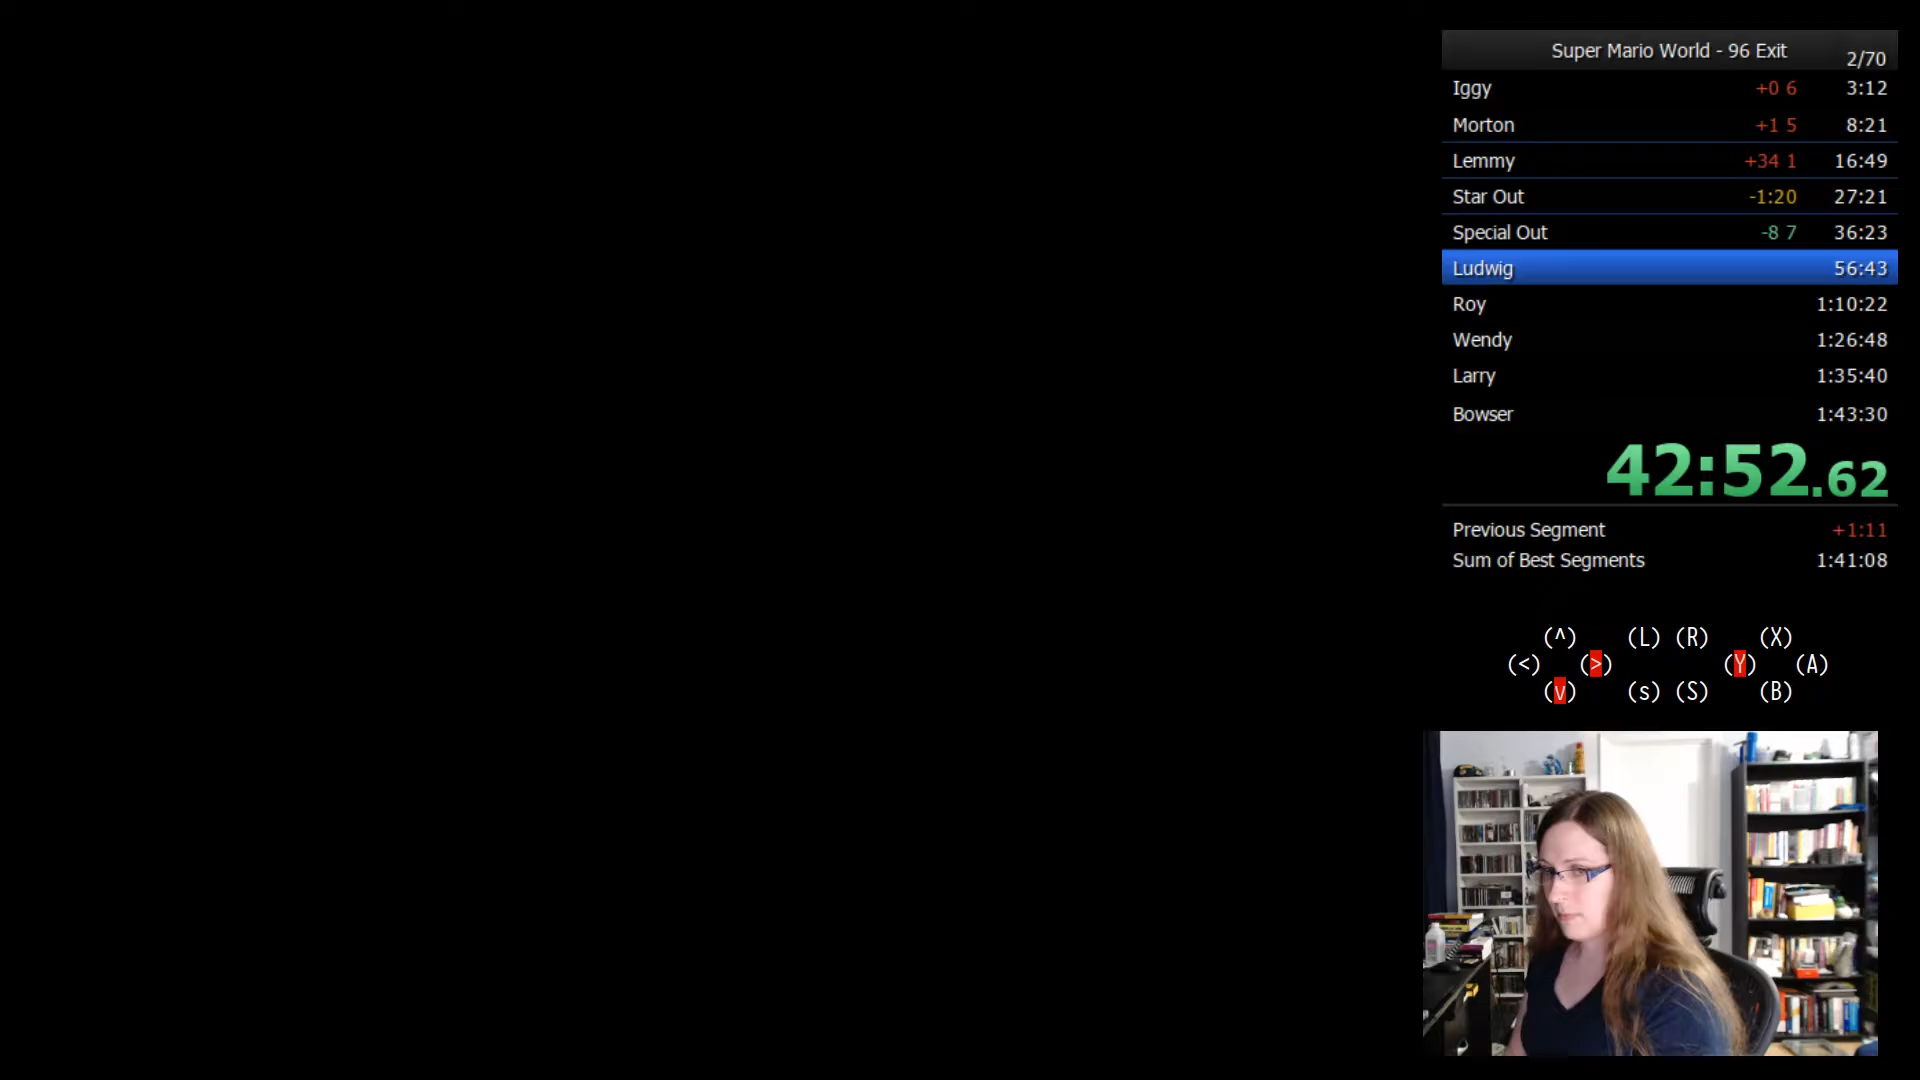 Super Mario World - 96 Exit
2/70
Iggy +0 6 3:12
Morton +1 5 8:21
Lemmy +34 1 16:49
Star Out -1:20 27:21
Special Out -8 7 36:23
Ludwig 56:43
Roy 1:10:22
Wendy 1:26:48
Larry 1:35:40
Bowser 1:43:30
42:52.62
Previous Segment +1:11
Sum of Best Segments 1:41:08
(^) (L) (R) (X)
(<) (>) (Y) (A)
(v) (s) (S) (B)